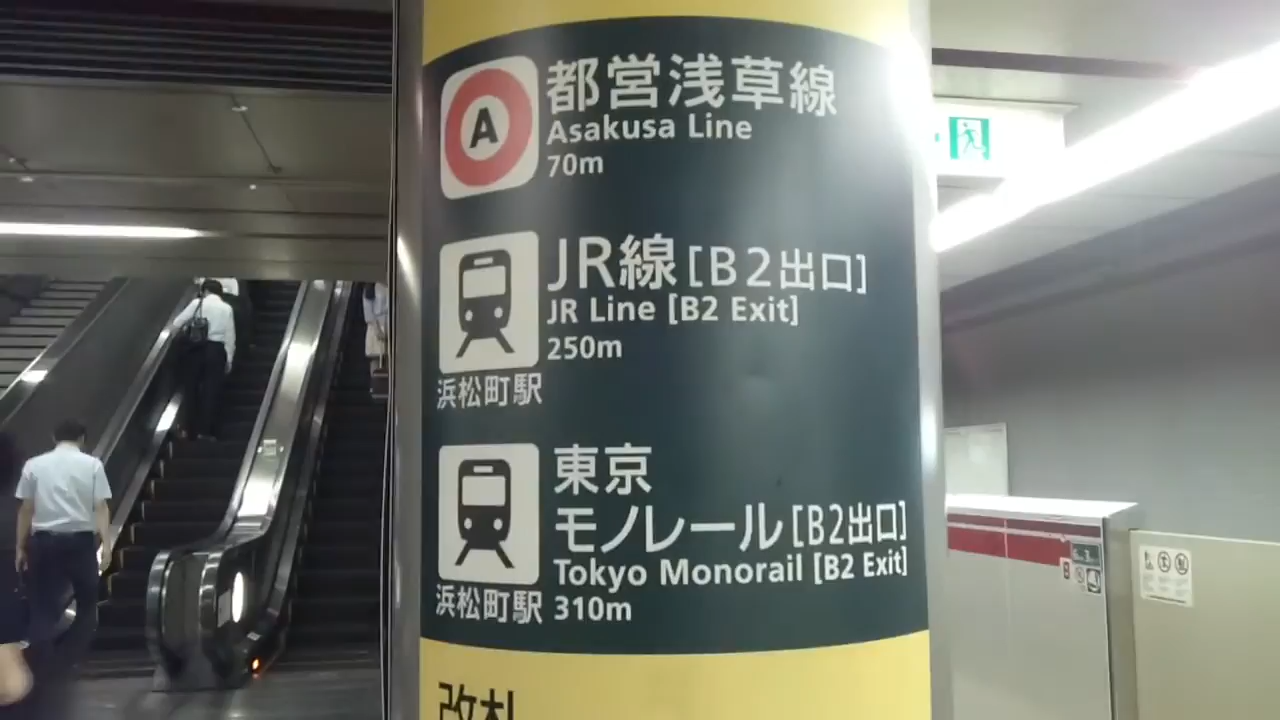 A
都営浅草線
Asakusa Line
70m
JR線[B2出口]
JR Line [B2 Exit]
250m
浜松町駅
東京
モノレール[B2出口]
Tokyo Monorail [B2 Exit]
浜松町駅 310m
改札